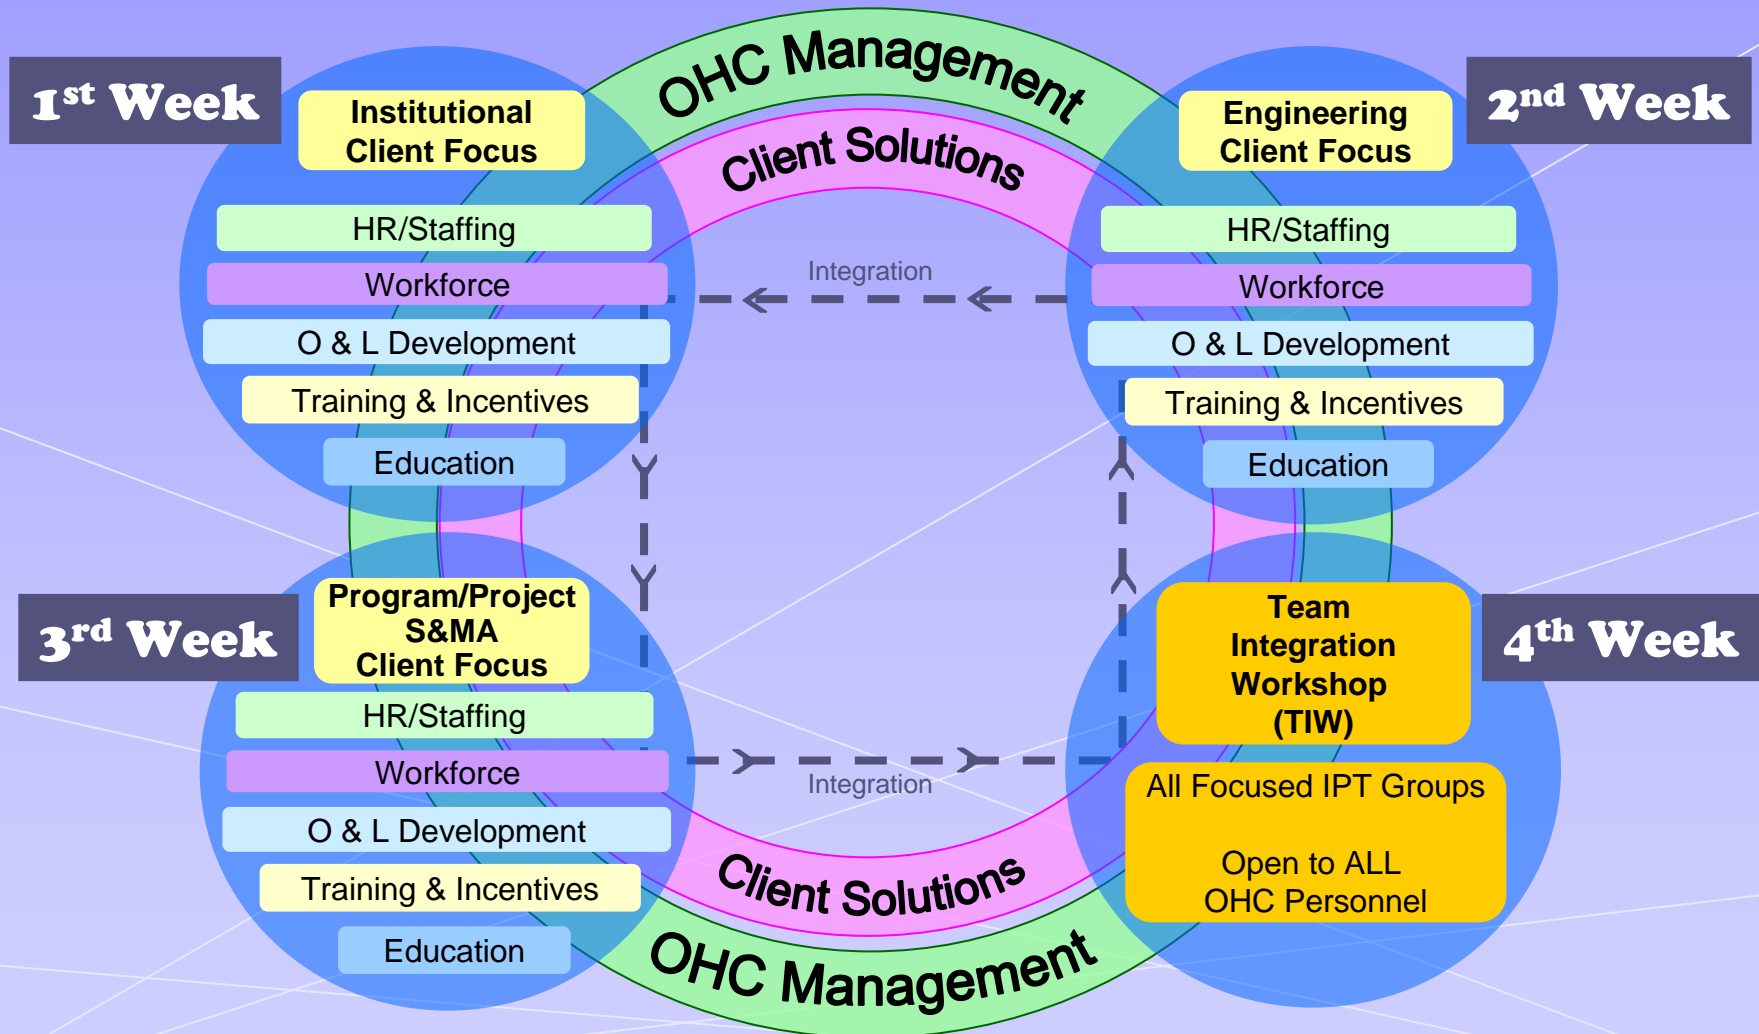 OHC Management
Client Solutions
1st Week
Institutional
Client Focus
HR/Staffing
Workforce
O & L Development
Training & Incentives
Education
2nd Week
Engineering
Client Focus
HR/Staffing
Workforce
O & L Development
Training & Incentives
Education
Integration
3rd Week
Program/Project
S&MA
Client Focus
HR/Staffing
Workforce
O & L Development
Training & Incentives
Education
4th Week
Team
Integration
Workshop
(TIW)
All Focused IPT Groups
Open to ALL
OHC Personnel
Integration
Client Solutions
OHC Management